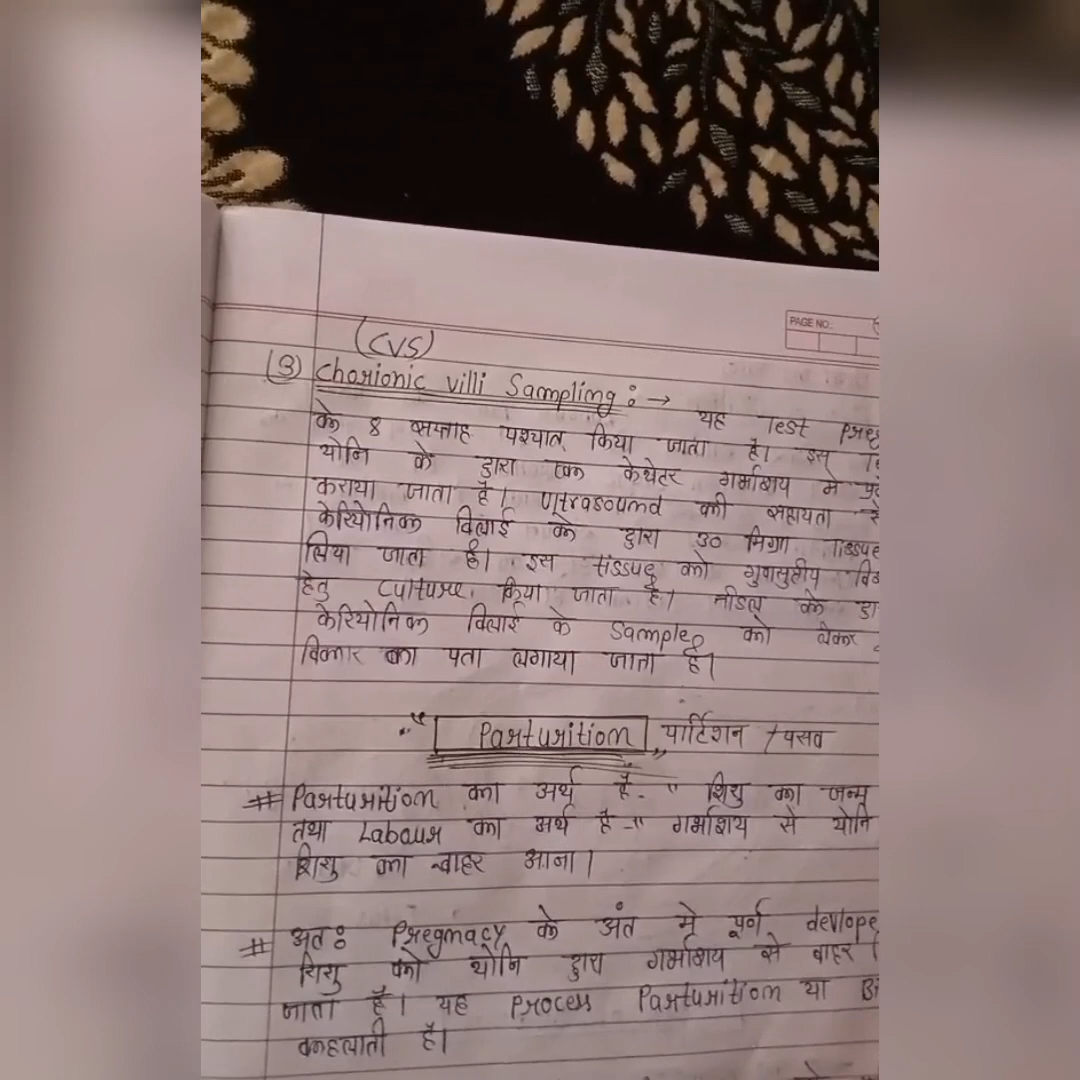 PAGE NO.:
(CVS)
(3) Chorionic villi Sampling : → यह Test
के 8 सप्ताह पश्चात् किया जाता है। इस
योनि के द्वारा एक केथेटर गर्भाशय मे
कराया जाता है। Ultrasound की सहायता से
केरियोनिक विलाई के द्वारा 30 मिग्रा Tissue
लिया जाता है। इस tissue को गुणसुत्रीय
हेतु Culture किया जाता है। नीडल के
केरियोनिक विलाई के Sample को लेकर
विकार का पता लगाया जाता है।
" Parturition " पार्टिशन / पसव
# Parturition का अर्थ है - " शिशु का जन्म
तथा Labour का अर्थ है -" गर्भाशय से योनि
शिशु का बाहर आना।
# अत: Pregnacy के अंत मे पूर्ण devlope
शिशु को योनि द्वारा गर्भाशय से बाहर
जाता है। यह Process Parturition या
कहलाती है।